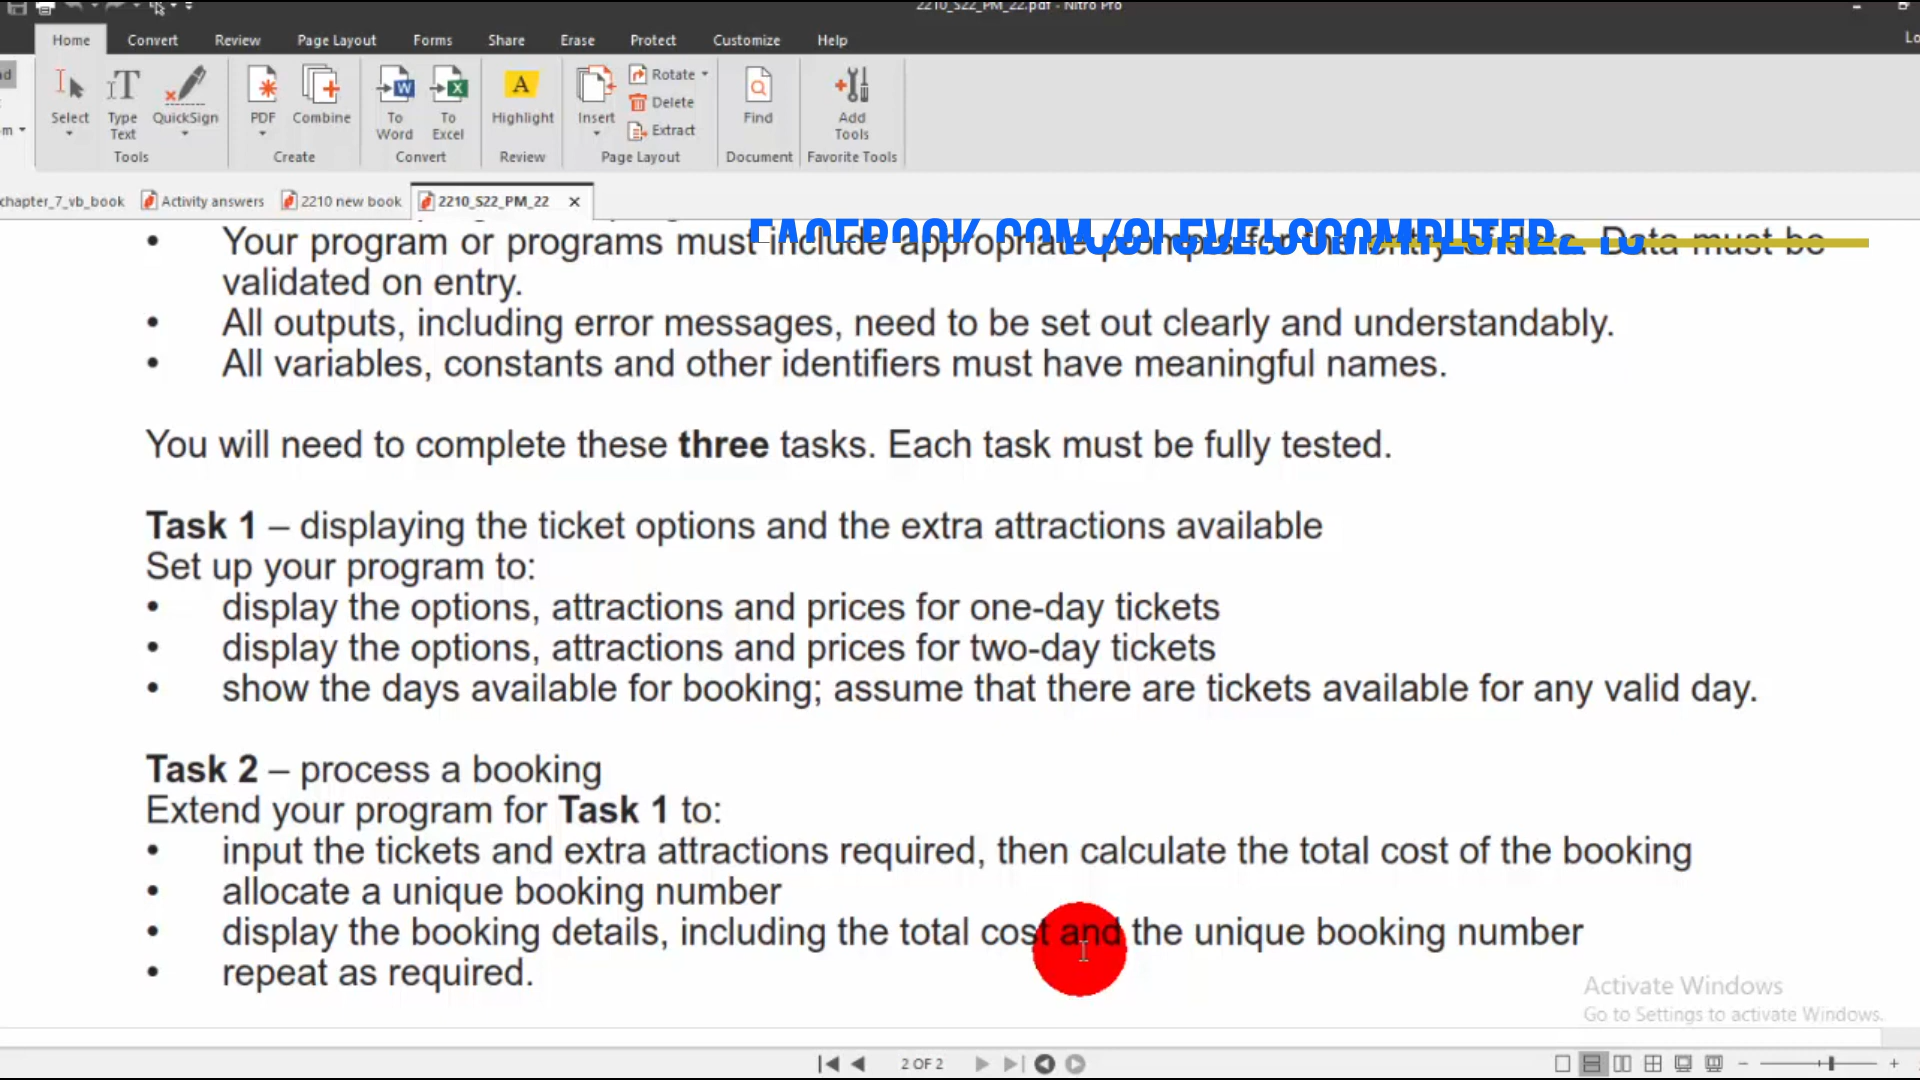 2210_S22_PM_22.pdf - Nitro Pro
Home Convert Review Page Layout Forms Share Erase Protect Customize Help
Select Type Text QuickSign PDF Combine To Word To Excel Highlight Insert Rotate Delete Extract Find Add Tools
Tools Create Convert Review Page Layout Document Favorite Tools
chapter_7_vb_book Activity answers 2210 new book 2210_S22_PM_22
• Your program or programs must include appropriate prompts for the entry of data. Data must be
validated on entry.
• All outputs, including error messages, need to be set out clearly and understandably.
• All variables, constants and other identifiers must have meaningful names.
You will need to complete these three tasks. Each task must be fully tested.
Task 1 – displaying the ticket options and the extra attractions available
Set up your program to:
• display the options, attractions and prices for one-day tickets
• display the options, attractions and prices for two-day tickets
• show the days available for booking; assume that there are tickets available for any valid day.
Task 2 – process a booking
Extend your program for Task 1 to:
• input the tickets and extra attractions required, then calculate the total cost of the booking
• allocate a unique booking number
• display the booking details, including the total cost and the unique booking number
• repeat as required.
Activate Windows
Go to Settings to activate Windows.
2 OF 2